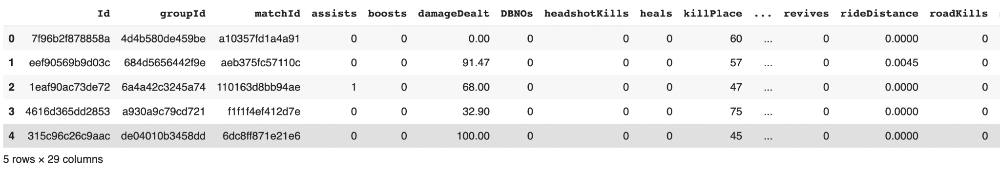 Id groupId matchId assists boosts damageDealt DBNOs headshotKills heals killPlace ... revives rideDistance roadKills
0 7f96b2f878858a 4d4b580de459be a10357fd1a4a91 0 0 0.00 0 0 0 60 ... 0 0.0000 0
1 eef90569b9d03c 684d5656442f9e aeb375fc57110c 0 0 91.47 0 0 0 57 ... 0 0.0045 0
2 1eaf90ac73de72 6a4a42c3245a74 110163d8bb94ae 1 0 68.00 0 0 0 47 ... 0 0.0000 0
3 4616d365dd2853 a930a9c79cd721 f1f1f4ef412d7e 0 0 32.90 0 0 0 75 ... 0 0.0000 0
4 315c96c26c9aac de04010b3458dd 6dc8ff871e21e6 0 0 100.00 0 0 0 45 ... 0 0.0000 0
5 rows × 29 columns